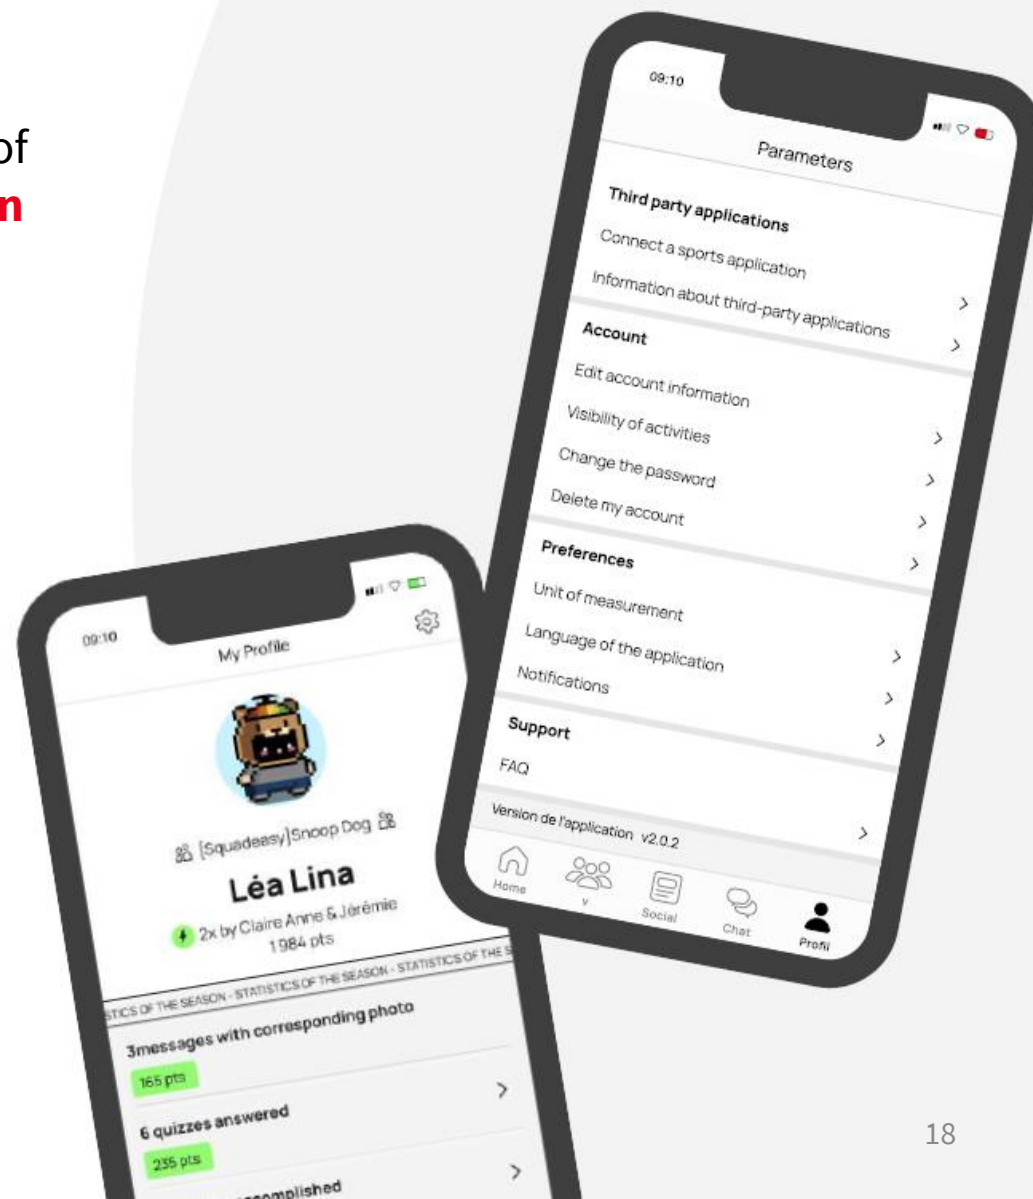 of
n
09:10
Parameters
Third party applications
Connect a sports application
Information about third-party applications
Account
Edit account information
Visibility of activities
Change the password
Delete my account
Preferences
Unit of measurement
Language of the application
Notifications
Support
FAQ
Version de l'application v2.0.2
Home
v
Social
Chat
Profil
09:10
My Profile
[Squadeasy]Snoop Dog
Léa Lina
2x by Claire Anne & Jérémie
1 984 pts
STICS OF THE SEASON - STATISTICS OF THE SEASON - STATISTICS OF THE S
3messages with corresponding photo
165 pts
6 quizzes answered
235 pts
omplished
18